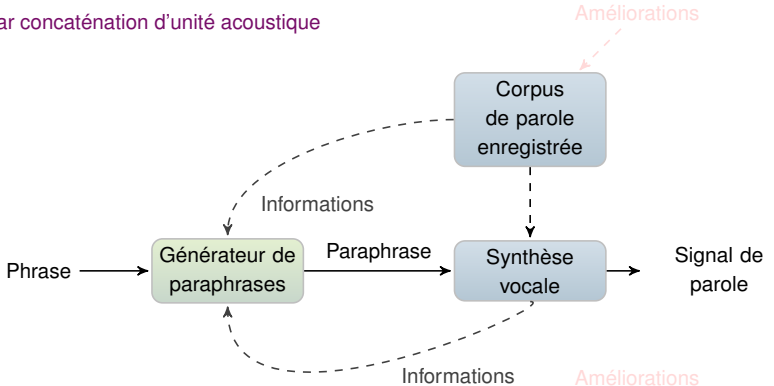 ar concaténation d'unité acoustique
Améliorations
Corpus
de parole
enregistrée
Informations
Phrase
Générateur de
paraphrases
Paraphrase
Synthèse
vocale
Signal de
parole
Informations
Améliorations